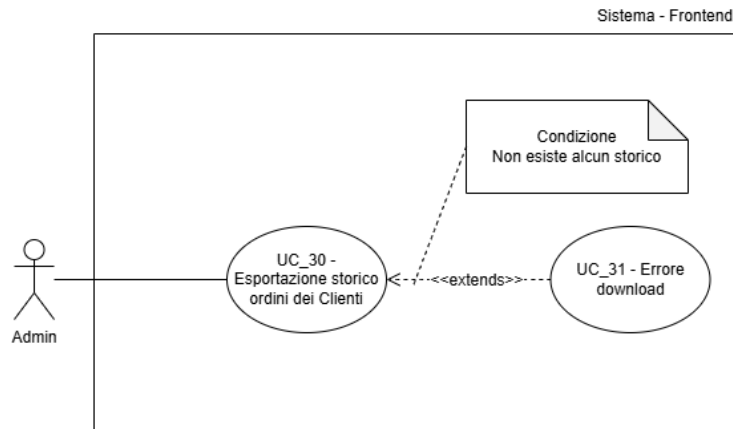 Sistema - Frontend
Condizione
Non esiste alcun storico
UC_30 -
Esportazione storico
ordini dei Clienti
<<extends>>
UC_31 - Errore
download
Admin